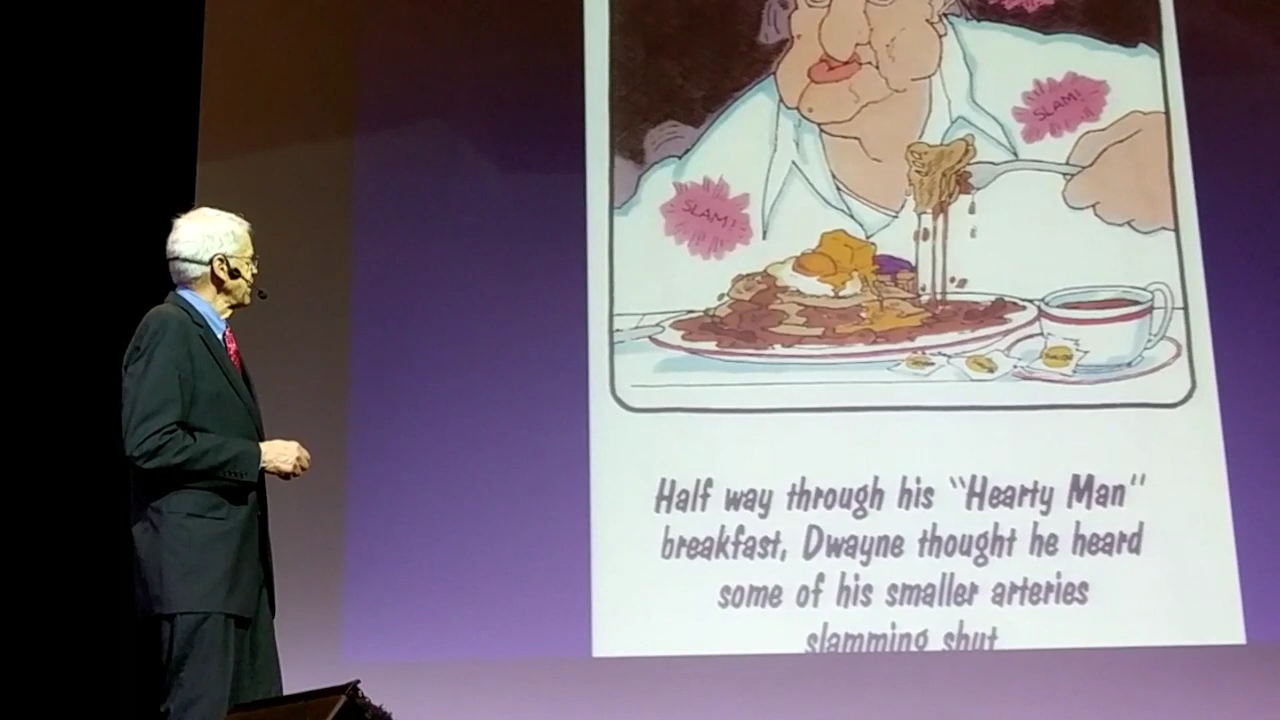 SLAM!
SLAM!
Half way through his "Hearty Man"
breakfast, Dwayne thought he heard
some of his smaller arteries
slamming shut